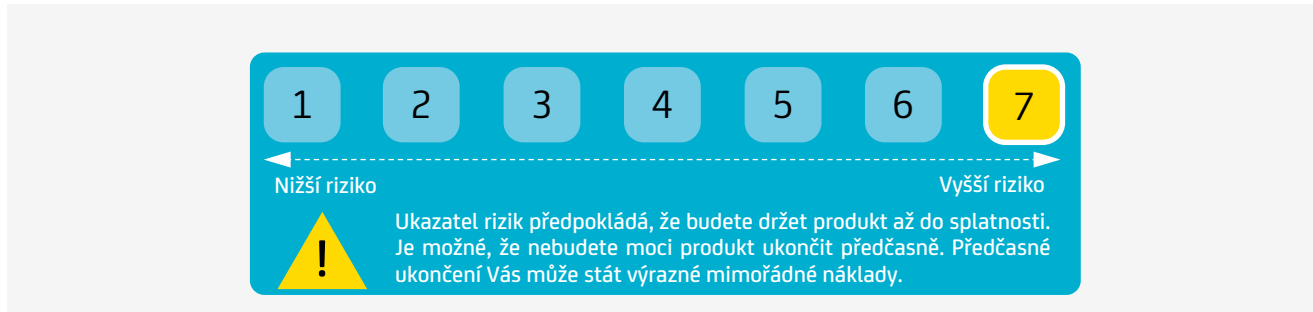 1 2 3 4 5 6 7
Nižší riziko Vyšší riziko
! Ukazatel rizik předpokládá, že budete držet produkt až do splatnosti.
Je možné, že nebudete moci produkt ukončit předčasně. Předčasné
ukončení Vás může stát výrazné mimořádné náklady.